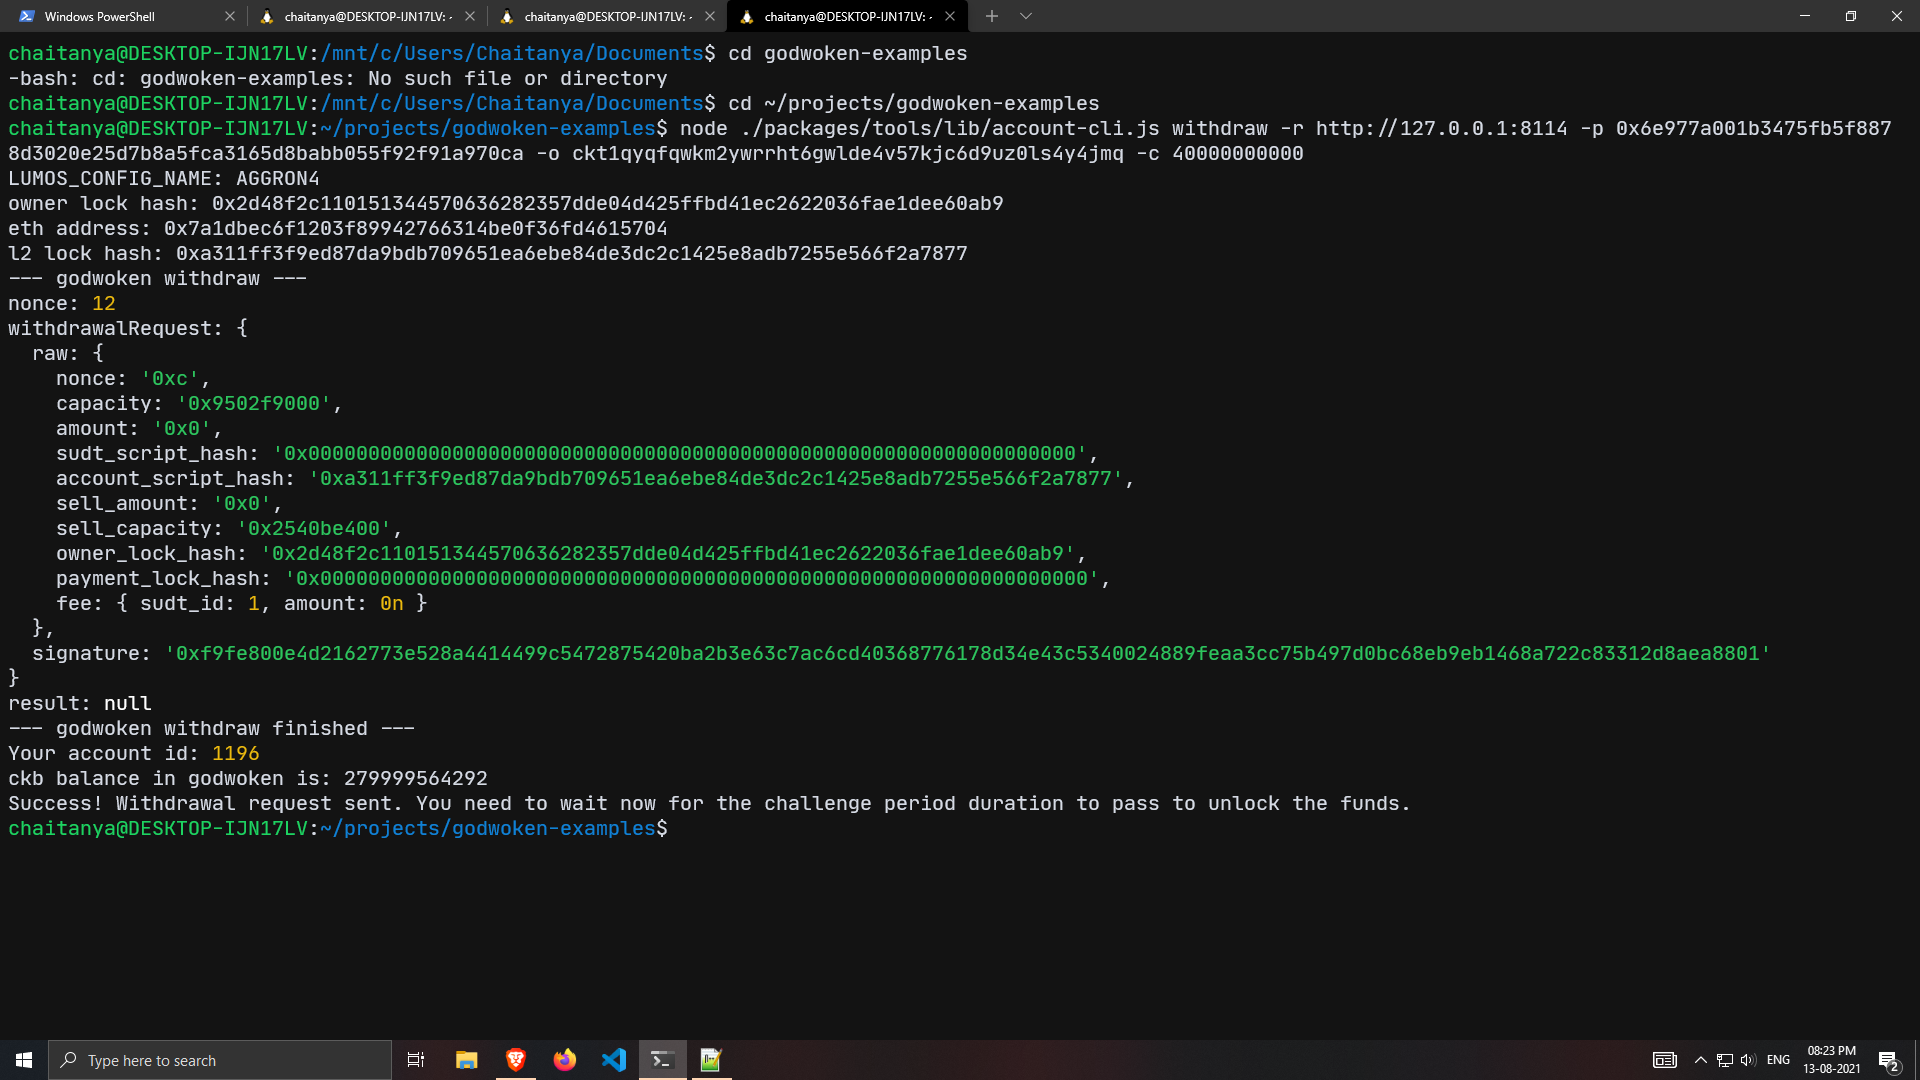 Windows PowerShell
chaitanya@DESKTOP-IJN17LV: -
chaitanya@DESKTOP-IJN17LV: -
chaitanya@DESKTOP-IJN17LV: -
chaitanya@DESKTOP-IJN17LV:/mnt/c/Users/Chaitanya/Documents$ cd godwoken-examples
-bash: cd: godwoken-examples: No such file or directory
chaitanya@DESKTOP-IJN17LV:/mnt/c/Users/Chaitanya/Documents$ cd ~/projects/godwoken-examples
chaitanya@DESKTOP-IJN17LV:~/projects/godwoken-examples$ node ./packages/tools/lib/account-cli.js withdraw -r http://127.0.0.1:8114 -p 0x6e977a001b3475fb5f887
8d3020e25d7b8a5fca3165d8babb055f92f91a970ca -o ckt1qyqfqwkm2ywrrht6gwlde4v57kjc6d9uz0ls4y4jmq -c 40000000000
LUMOS_CONFIG_NAME: AGGRON4
owner lock hash: 0x2d48f2c110151344570636282357dde04d425ffbd41ec2622036fae1dee60ab9
eth address: 0x7a1dbec6f1203f89942766314be0f36fd4615704
l2 lock hash: 0xa311ff3f9ed87da9bdb709651ea6ebe84de3dc2c1425e8adb7255e566f2a7877
--- godwoken withdraw ---
nonce: 12
withdrawalRequest: {
raw: {
nonce: '0xc',
capacity: '0x9502f9000',
amount: '0x0',
sudt_script_hash: '0x0000000000000000000000000000000000000000000000000000000000000000',
account_script_hash: '0xa311ff3f9ed87da9bdb709651ea6ebe84de3dc2c1425e8adb7255e566f2a7877',
sell_amount: '0x0',
sell_capacity: '0x2540be400',
owner_lock_hash: '0x2d48f2c110151344570636282357dde04d425ffbd41ec2622036fae1dee60ab9',
payment_lock_hash: '0x0000000000000000000000000000000000000000000000000000000000000000',
fee: { sudt_id: 1, amount: 0n }
},
signature: '0xf9fe800e4d2162773e528a4414499c5472875420ba2b3e63c7ac6cd40368776178d34e43c5340024889feaa3cc75b497d0bc68eb9eb1468a722c83312d8aea8801'
}
result: null
--- godwoken withdraw finished ---
Your account id: 1196
ckb balance in godwoken is: 279999564292
Success! Withdrawal request sent. You need to wait now for the challenge period duration to pass to unlock the funds.
chaitanya@DESKTOP-IJN17LV:~/projects/godwoken-examples$
Type here to search
ENG
08:23 PM
13-08-2021
2